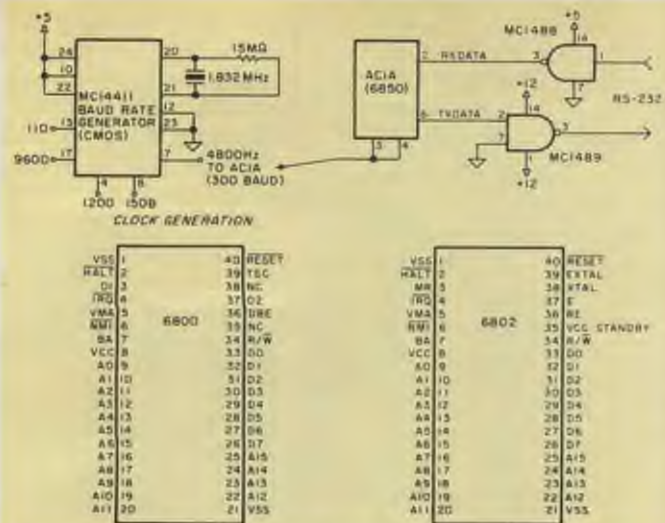 +5
24
10
22
13
17
110
9600
MC14411
BAUD RATE
GENERATOR
(CMOS)
20
21
12
23
7
4
8
1200
150B
15MΩ
1.832 MHz
4800Hz
TO ACIA
(300 BAUD)
CLOCK GENERATION
ACIA
(6850)
2
RXDATA
6
TXDATA
3
4
MC1488
+5
14
3
1
7
RS-232
+12
14
2
7
3
1
MC1489
+12
6800
VSS 1
HALT 2
3
IRQ 4
VMA 5
NMI 6
BA 7
VCC 8
A0 9
A1 10
A2 11
A3 12
A4 13
A5 14
A6 15
A7 16
A8 17
A9 18
A10 19
A11 20
40 RESET
39 TSC
38 NC
37
36 DBE
35 NC
34 R/W
33 D0
32 D1
31 D2
30 D3
29 D4
28 D5
27 D6
26 D7
25 A15
24 A14
23 A13
22 A12
21 VSS
6802
VSS 1
HALT 2
MR 3
IRQ 4
VMA 5
NMI 6
BA 7
VCC 8
A0 9
A1 10
A2 11
A3 12
A4 13
A5 14
A6 15
A7 16
A8 17
A9 18
A10 19
A11 20
40 RESET
39 EXTAL
38 XTAL
37 E
36 RE
35 VCC STANDBY
34 R/W
33 D0
32 D1
31 D2
30 D3
29 D4
28 D5
27 D6
26 D7
25 A15
24 A14
23 A13
22 A12
21 VSS